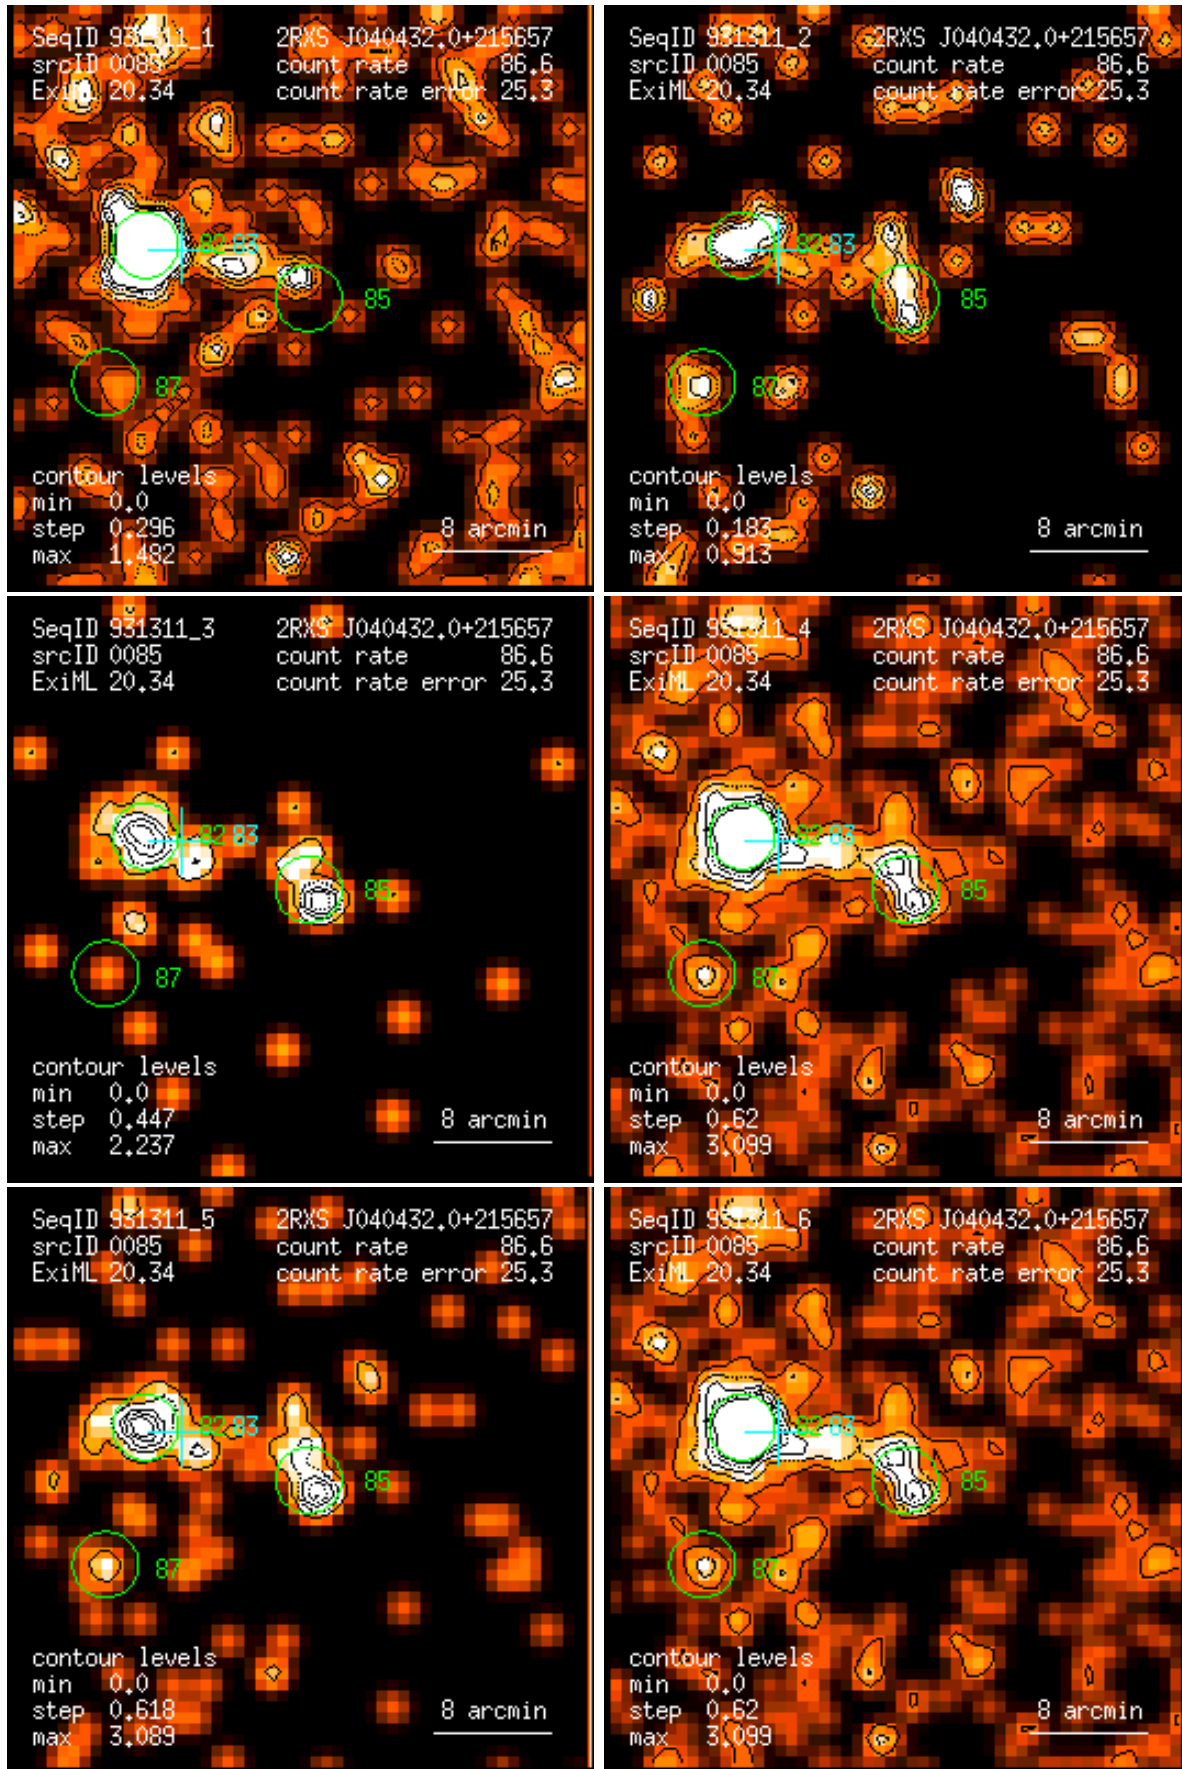 SeqID 931311_1 2RXS J040432.0+215657
srcID 0085 count rate 86.6
ExiML 20.34 count rate error 25.3
82 83
85
87
contour levels
min 0.0
step 0.296 8 arcmin
max 1.482
SeqID 931311_2 2RXS J040432.0+215657
srcID 0085 count rate 86.6
ExiML 20.34 count rate error 25.3
82 83
85
87
contour levels
min 0.0
step 0.183 8 arcmin
max 0.913
SeqID 931311_3 2RXS J040432.0+215657
srcID 0085 count rate 86.6
ExiML 20.34 count rate error 25.3
82 83
85
87
contour levels
min 0.0
step 0.447 8 arcmin
max 2.237
SeqID 931311_4 2RXS J040432.0+215657
srcID 0085 count rate 86.6
ExiML 20.34 count rate error 25.3
82 83
85
87
contour levels
min 0.0
step 0.62 8 arcmin
max 3.099
SeqID 931311_5 2RXS J040432.0+215657
srcID 0085 count rate 86.6
ExiML 20.34 count rate error 25.3
82 83
85
87
contour levels
min 0.0
step 0.618 8 arcmin
max 3.089
SeqID 931311_6 2RXS J040432.0+215657
srcID 0085 count rate 86.6
ExiML 20.34 count rate error 25.3
82 83
85
87
contour levels
min 0.0
step 0.62 8 arcmin
max 3.099